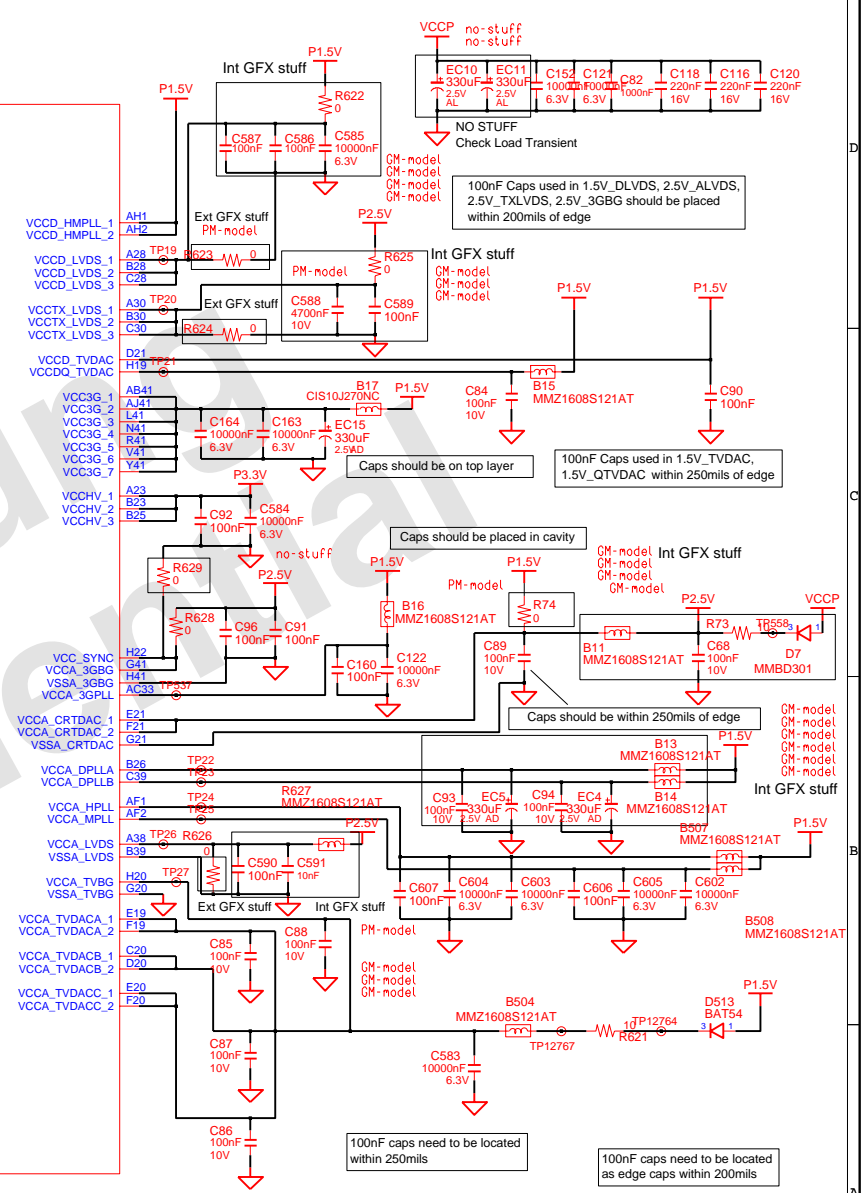 VCCP
no-stuff
no-stuff
P1.5V
Int GFX stuff
R622
0
C587
100nF
C586
100nF
C585
10000nF
6.3V
GM-model
GM-model
GM-model
GM-model
EC10
330uF
2.5V
AL
EC11
330uF
2.5V
AL
C152
10000nF
6.3V
C121
10000nF
6.3V
C82
1000nF
C118
220nF
16V
C116
220nF
16V
C120
220nF
16V
NO STUFF
Check Load Transient
D
100nF Caps used in 1.5V_DLVDS, 2.5V_ALVDS,
2.5V_TXLVDS, 2.5V_3GBG should be placed
within 200mils of edge
P1.5V
VCCD_HMPLL_1 AH1
VCCD_HMPLL_2 AH2
Ext GFX stuff
PM-model
VCCD_LVDS_1 A28 TP19
VCCD_LVDS_2 B28
VCCD_LVDS_3 C28
R623
0
P2.5V
R625
0
Int GFX stuff
GM-model
GM-model
GM-model
PM-model
C588
4700nF
10V
C589
100nF
VCCTX_LVDS_1 A30 TP20
VCCTX_LVDS_2 B30
VCCTX_LVDS_3 C30
Ext GFX stuff
R624
0
P1.5V
P1.5V
VCCD_TVDAC D21
VCCDQ_TVDAC H19 TP21
B15
MMZ1608S121AT
C84
100nF
10V
C90
100nF
VCC3G_1 AB41
VCC3G_2 AJ41
VCC3G_3 L41
VCC3G_4 N41
VCC3G_5 R41
VCC3G_6 V41
VCC3G_7 Y41
B17
CIS10J270NC
P1.5V
C164
10000nF
6.3V
C163
10000nF
6.3V
EC15
330uF
2.5V
AD
Caps should be on top layer
100nF Caps used in 1.5V_TVDAC,
1.5V_QTVDAC within 250mils of edge
C
VCCHV_1 A23
VCCHV_2 B23
VCCHV_3 B25
P3.3V
C92
100nF
C584
10000nF
6.3V
no-stuff
R629
0
R628
0
P2.5V
C96
100nF
C91
100nF
Caps should be placed in cavity
P1.5V
B16
MMZ1608S121AT
C160
100nF
C122
10000nF
6.3V
PM-model
P1.5V
R74
0
C89
100nF
10V
GM-model
GM-model
GM-model
GM-model
Int GFX stuff
P2.5V
VCCP
B11
MMZ1608S121AT
R73
10
TP558
3
1
D7
MMBD301
C68
100nF
10V
VCC_SYNC H22
VCCA_3GBG G41
VSSA_3GBG H41
VCCA_3GPLL AC33 TP537
VCCA_CRTDAC_1 E21
VCCA_CRTDAC_2 F21
VSSA_CRTDAC G21
Caps should be within 250mils of edge
GM-model
GM-model
GM-model
GM-model
GM-model
GM-model
Int GFX stuff
VCCA_DPLLA B26 TP22
VCCA_DPLLB C39 TP23
B13
MMZ1608S121AT
P1.5V
B14
MMZ1608S121AT
C93
100nF
10V
EC5
330uF
2.5V AD
C94
100nF
10V
EC4
330uF
2.5V AD
VCCA_HPLL AF1 TP24
VCCA_MPLL AF2 TP25
R627
MMZ1608S121AT
P2.5V
B507
MMZ1608S121AT
P1.5V
B508
MMZ1608S121AT
VCCA_LVDS A38 TP26
VSSA_LVDS B39
R626
0
C590
100nF
C591
10nF
Ext GFX stuff
Int GFX stuff
C607
100nF
C604
10000nF
6.3V
C603
10000nF
6.3V
C606
100nF
C605
10000nF
6.3V
C602
10000nF
6.3V
B
VCCA_TVBG H20 TP27
VSSA_TVBG G20
VCCA_TVDACA_1 E19
VCCA_TVDACA_2 F19
VCCA_TVDACB_1 C20
VCCA_TVDACB_2 D20
VCCA_TVDACC_1 E20
VCCA_TVDACC_2 F20
C85
100nF
10V
C88
100nF
10V
PM-model
GM-model
GM-model
GM-model
C87
100nF
10V
C86
100nF
10V
B504
MMZ1608S121AT
TP12767
C583
10000nF
6.3V
10
R621
TP12764
D513
BAT54
3
1
P1.5V
100nF caps need to be located
within 250mils
100nF caps need to be located
as edge caps within 200mils
A